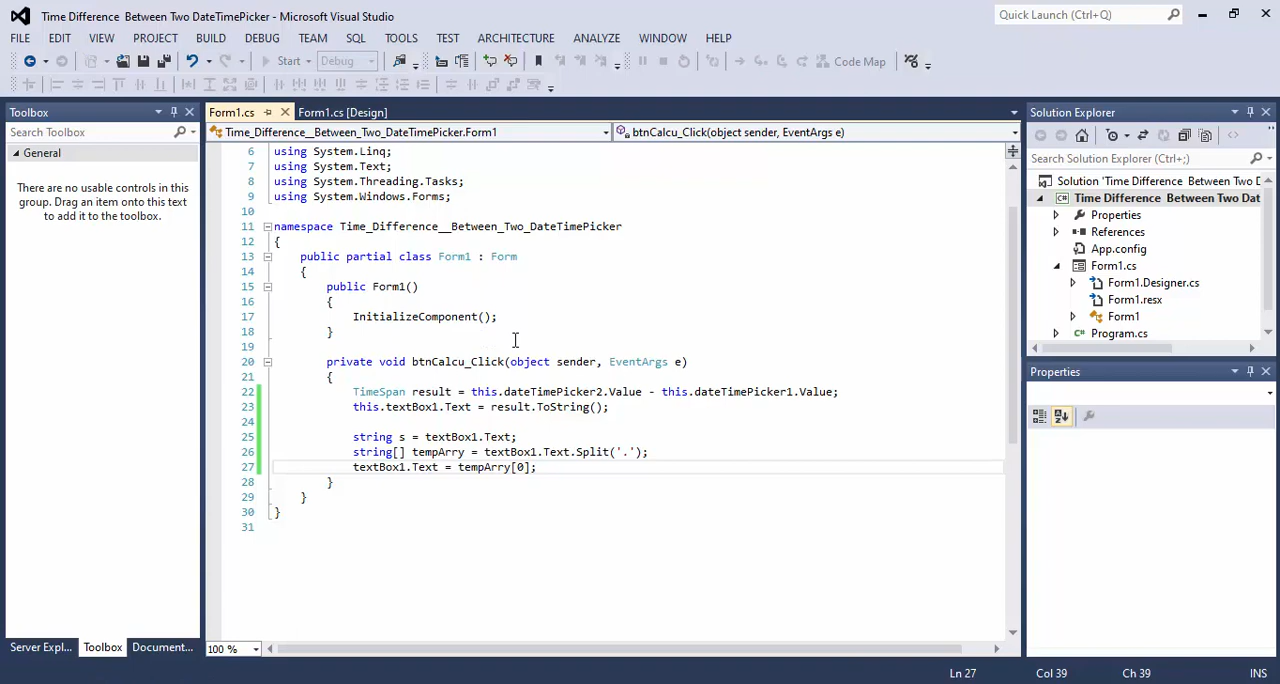 Time Difference  Between Two DateTimePicker - Microsoft Visual Studio
Quick Launch (Ctrl+Q)
FILE EDIT VIEW PROJECT BUILD DEBUG TEAM SQL TOOLS TEST ARCHITECTURE ANALYZE WINDOW HELP
Start Debug Code Map
Toolbox
Search Toolbox
General
There are no usable controls in this
group. Drag an item onto this text
to add it to the toolbox.
Server Expl... Toolbox Document...
Form1.cs Form1.cs [Design]
Time_Difference__Between_Two_DateTimePicker.Form1 btnCalcu_Click(object sender, EventArgs e)
6 using System.Linq;
7 using System.Text;
8 using System.Threading.Tasks;
9 using System.Windows.Forms;
10
11 namespace Time_Difference__Between_Two_DateTimePicker
12 {
13 public partial class Form1 : Form
14 {
15 public Form1()
16 {
17 InitializeComponent();
18 }
19
20 private void btnCalcu_Click(object sender, EventArgs e)
21 {
22 TimeSpan result = this.dateTimePicker2.Value - this.dateTimePicker1.Value;
23 this.textBox1.Text = result.ToString();
24
25 string s = textBox1.Text;
26 string[] tempArry = textBox1.Text.Split('.');
27 textBox1.Text = tempArry[0];
28 }
29 }
30 }
31
100 %
Solution Explorer
Search Solution Explorer (Ctrl+;)
Solution 'Time Difference  Between Two D
Time Difference  Between Two Dat
Properties
References
App.config
Form1.cs
Form1.Designer.cs
Form1.resx
Form1
Program.cs
Properties
Ln 27 Col 39 Ch 39 INS